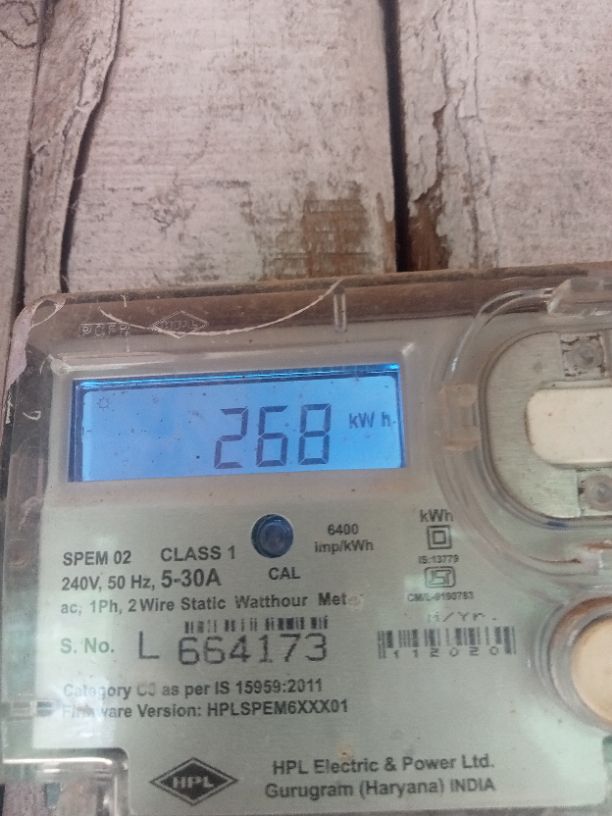 268 kWh
6400
imp/kWh
kWh
SPEM 02 CLASS 1
IS:13779
240V, 50 Hz, 5-30A
CAL
ac, 1Ph, 2 Wire Static Watthour
M/Yr.
S. No. L 664173
112020
Category as per IS 15959:2011
Firmware Version: HPLSPEM6XXX01
HPL
HPL Electric & Power Ltd.
Gurugram (Haryana) INDIA